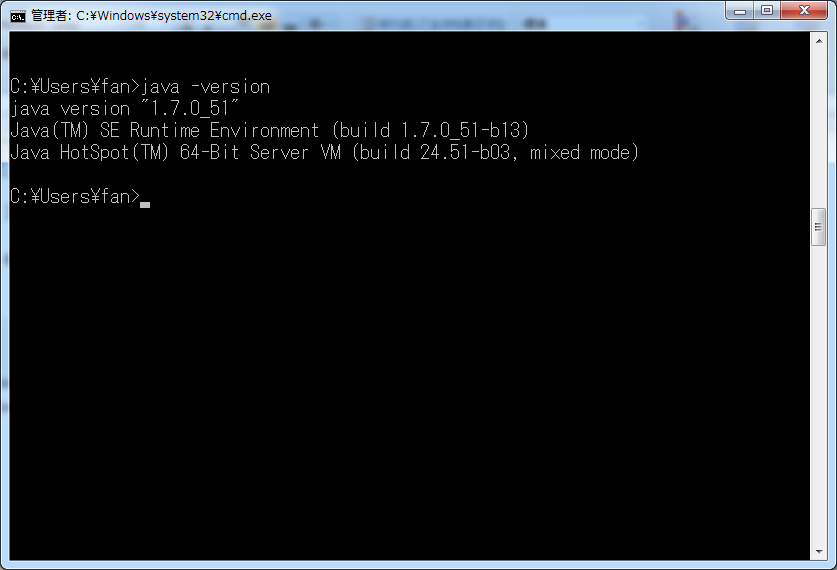 管理者: C:¥Windows¥system32¥cmd.exe
C:¥Users¥fan>java -version
java version "1.7.0_51"
Java(TM) SE Runtime Environment (build 1.7.0_51-b13)
Java HotSpot(TM) 64-Bit Server VM (build 24.51-b03, mixed mode)
C:¥Users¥fan>